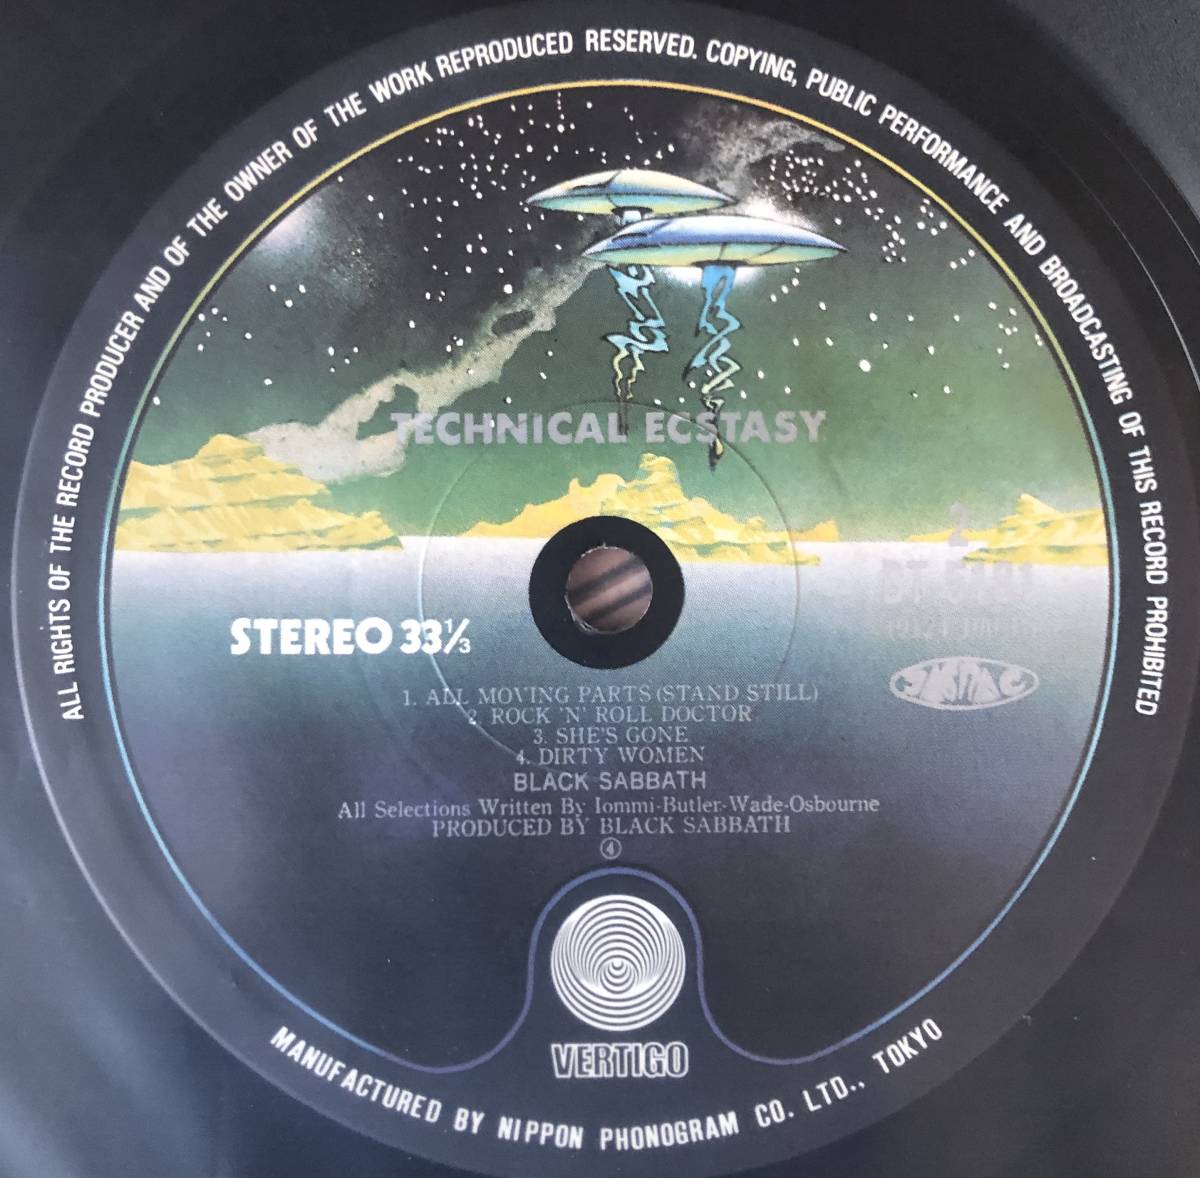 ALL RIGHTS OF THE RECORD PRODUCER AND OF THE OWNER OF THE WORK REPRODUCED RESERVED. COPYING, PUBLIC PERFORMANCE AND BROADCASTING OF THIS RECORD PROHIBITED
TECHNICAL ECSTASY
2
STEREO 33⅓
1. ALL MOVING PARTS (STAND STILL)
2. ROCK 'N' ROLL DOCTOR
3. SHE'S GONE
4. DIRTY WOMEN
BLACK SABBATH
All Selections Written By Iommi-Butler-Wade-Osbourne
PRODUCED BY BLACK SABBATH
④
VERTIGO
MANUFACTURED BY NIPPON PHONOGRAM CO. LTD., TOKYO